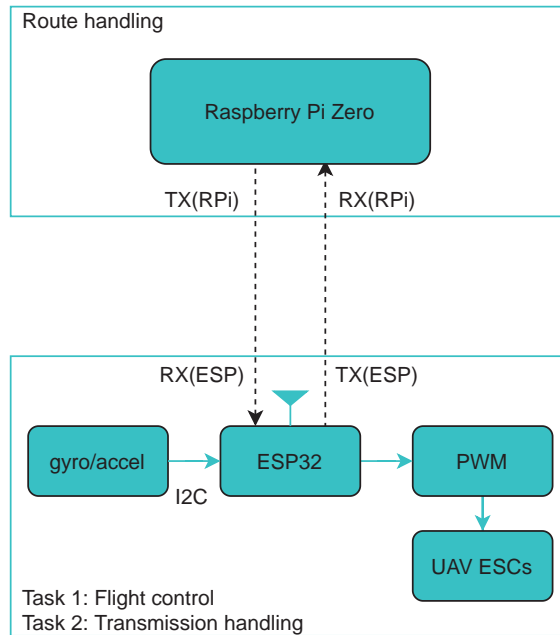 Route handling
Raspberry Pi Zero
TX(RPi)
RX(RPi)
RX(ESP)
TX(ESP)
gyro/accel
I2C
ESP32
PWM
UAV ESCs
Task 1: Flight control
Task 2: Transmission handling